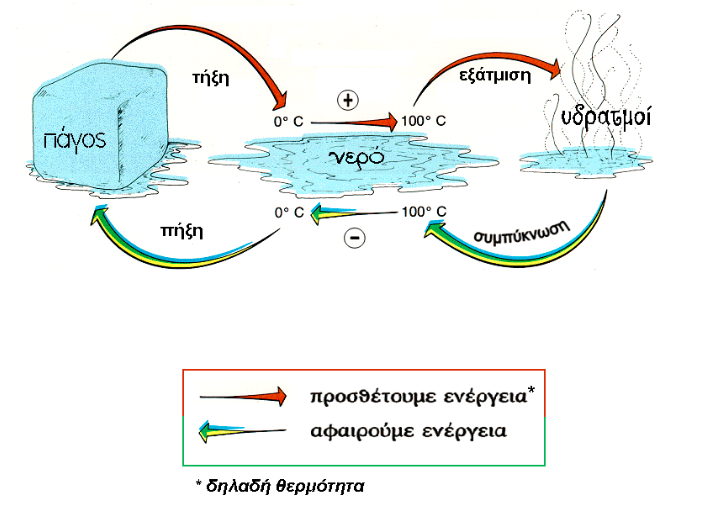 τήξη
εξάτμιση
πάγος
0° C
+
100° C
υδρατμοί
νερό
0° C
−
100° C
πήξη
συμπύκνωση
προσθέτουμε ενέργεια*
αφαιρούμε ενέργεια
* δηλαδή θερμότητα